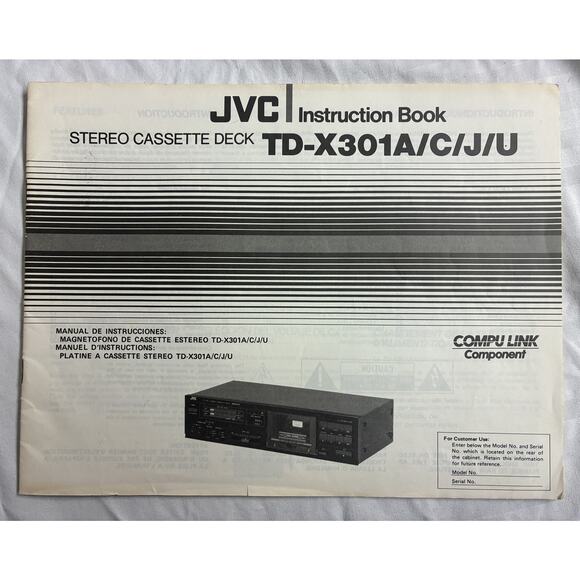 JVC Instruction Book
STEREO CASSETTE DECK TD-X301A/C/J/U
MANUAL DE INSTRUCCIONES:
MAGNETOFONO DE CASSETTE ESTEREO TD-X301A/C/J/U
MANUEL D'INSTRUCTIONS:
PLATINE A CASSETTE STEREO TD-X301A/C/J/U
COMPU LINK
Component
JVC
For Customer Use:
Enter below the Model No. and Serial
No. which is located on the rear of
the cabinet. Retain this information
for future reference.
Model No.
Serial No.